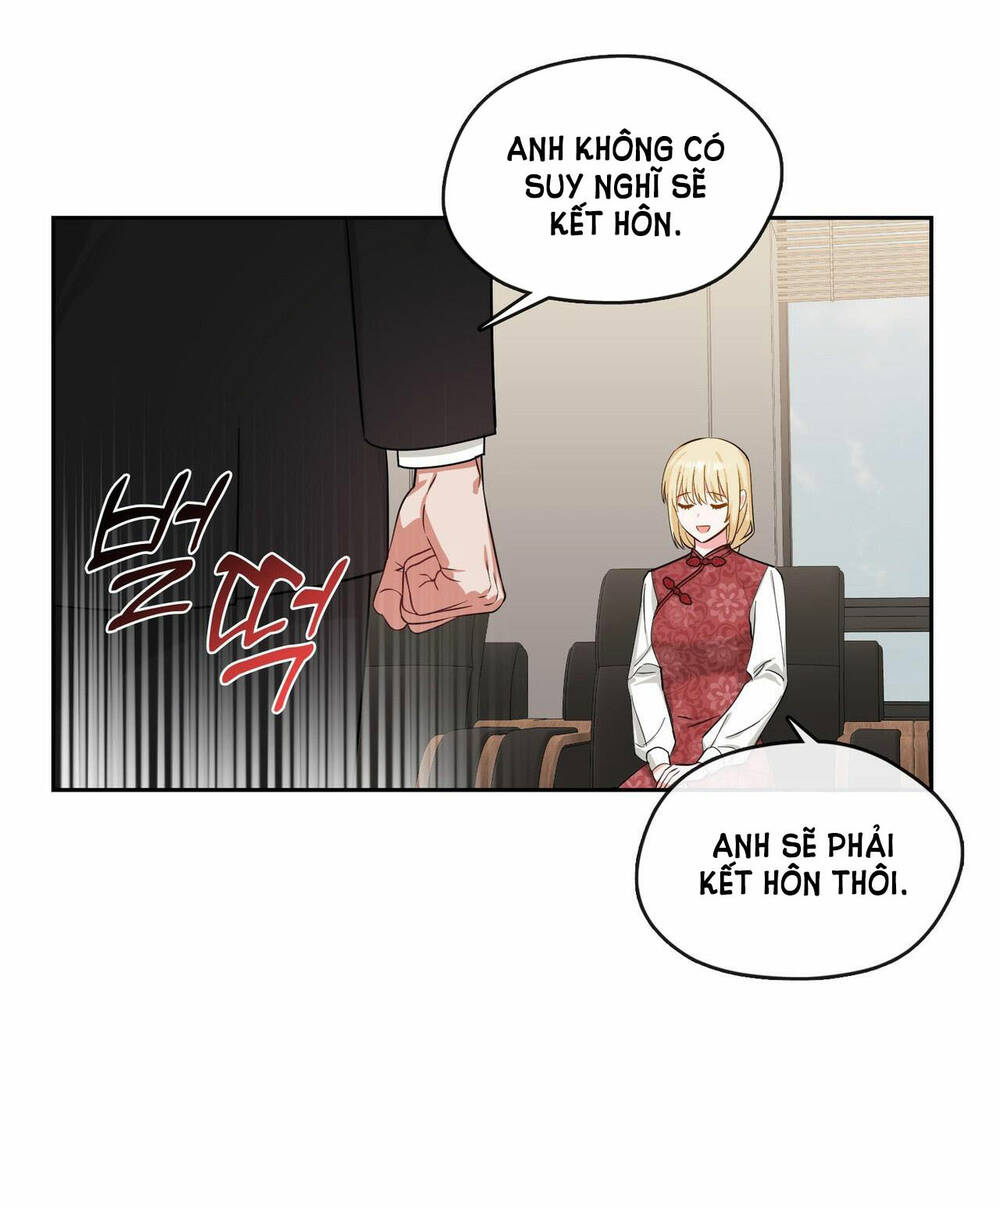 ANH KHÔNG CÓ
SUY NGHĨ SẼ
KẾT HÔN.
벌
떡
ANH SẼ PHẢI
KẾT HÔN THÔI.